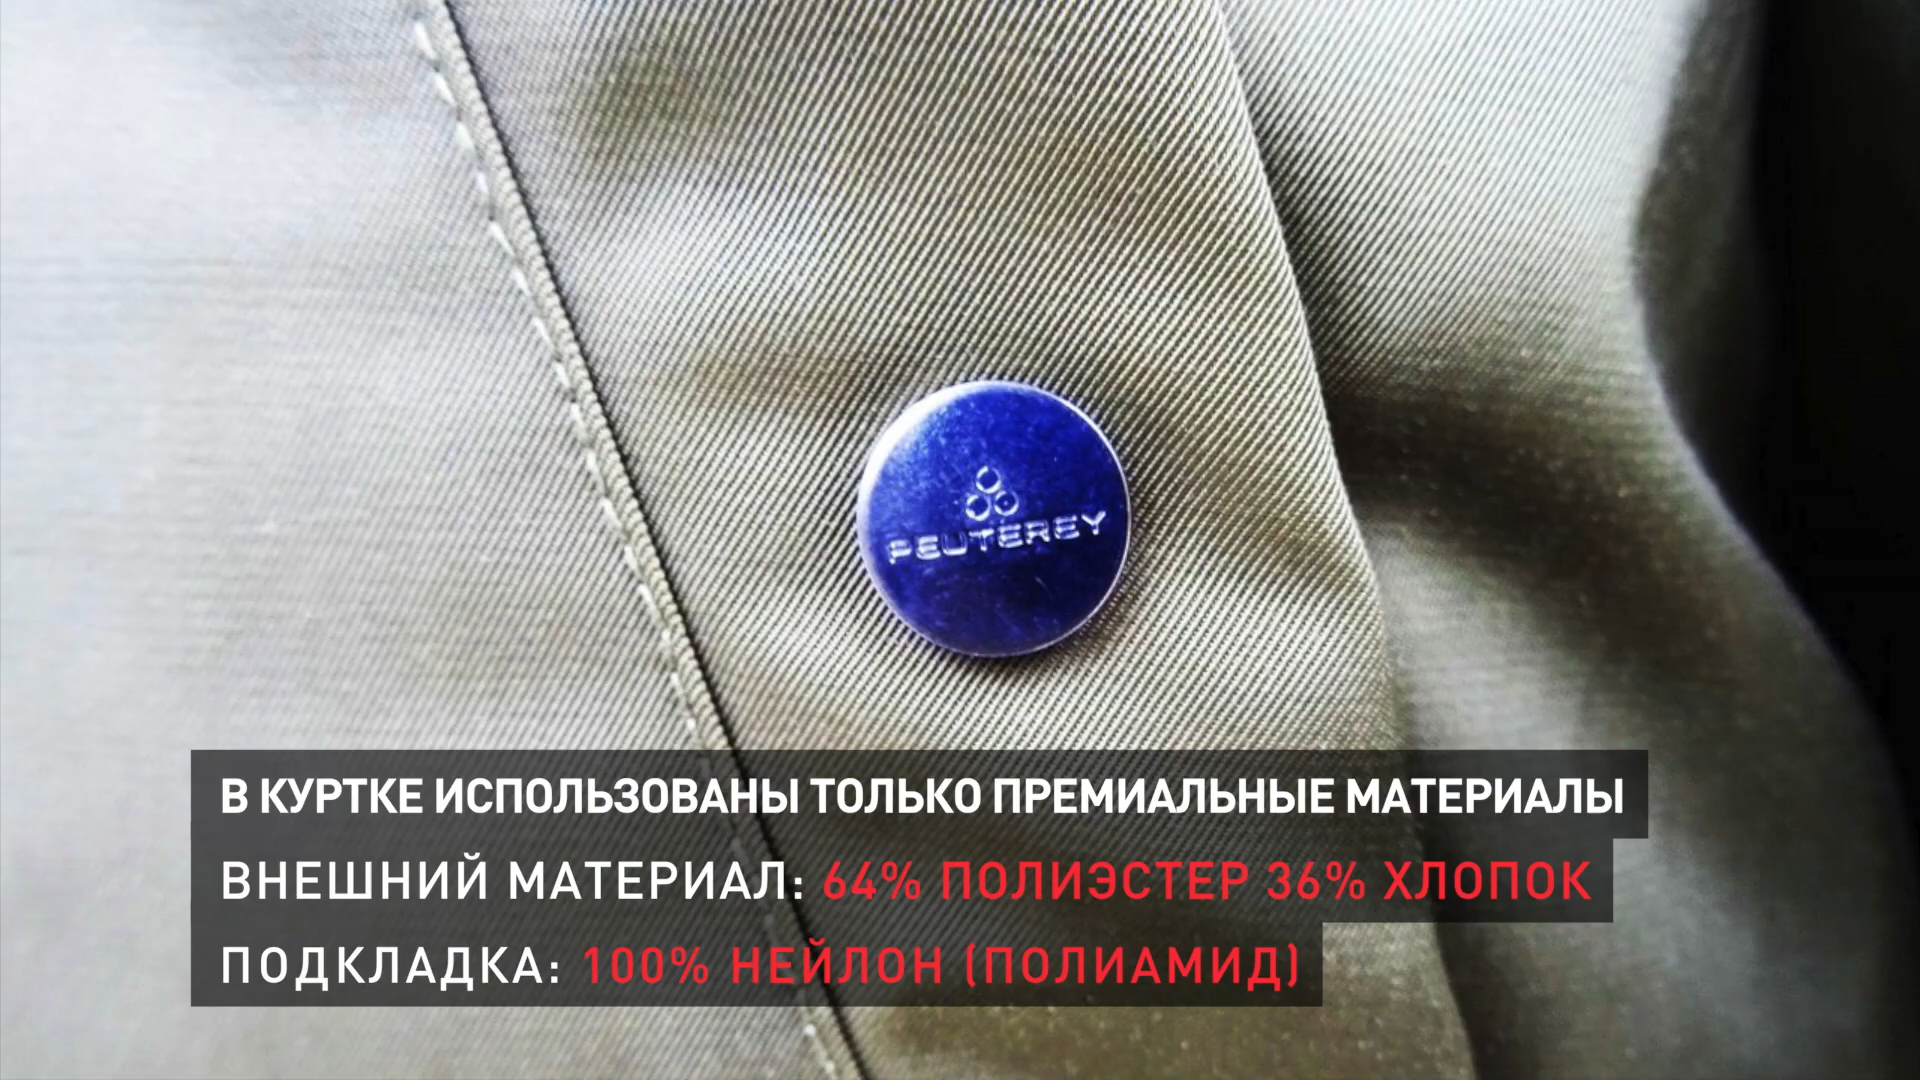 PEUTEREY
В КУРТКЕ ИСПОЛЬЗОВАНЫ ТОЛЬКО ПРЕМИАЛЬНЫЕ МАТЕРИАЛЫ
ВНЕШНИЙ МАТЕРИАЛ: 64% ПОЛИЭСТЕР 36% ХЛОПОК
ПОДКЛАДКА: 100% НЕЙЛОН (ПОЛИАМИД)